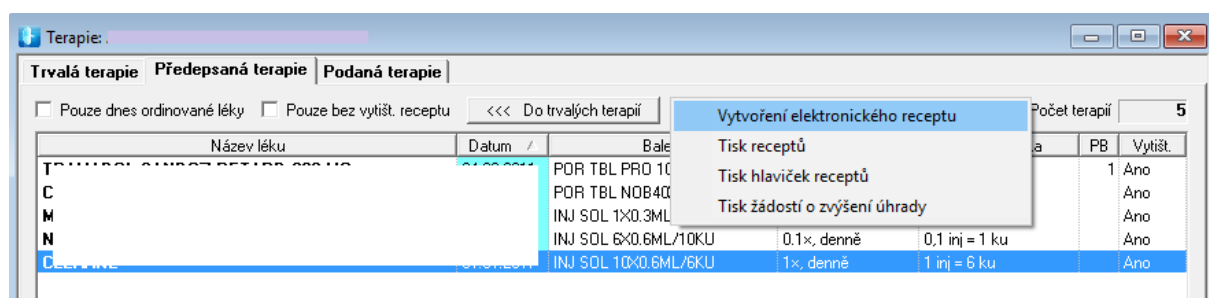 Terapie:
Trvalá terapie Předepsaná terapie Podaná terapie
Pouze dnes ordinované léky Pouze bez vytišt. receptu <<< Do trvalých terapií Počet terapií 5
Vytvoření elektronického receptu
Tisk receptů
Tisk hlaviček receptů
Tisk žádostí o zvýšení úhrady
Název léku Datum Bale PB Vytišt.
POR TBL PRO 10 1 Ano
C POR TBL NOB40 Ano
M INJ SOL 1X0.3ML Ano
N INJ SOL 6X0.6ML/10KU 0.1×, denně 0,1 inj = 1 ku Ano
INJ SOL 10X0.6ML/6KU 1×, denně 1 inj = 6 ku Ano